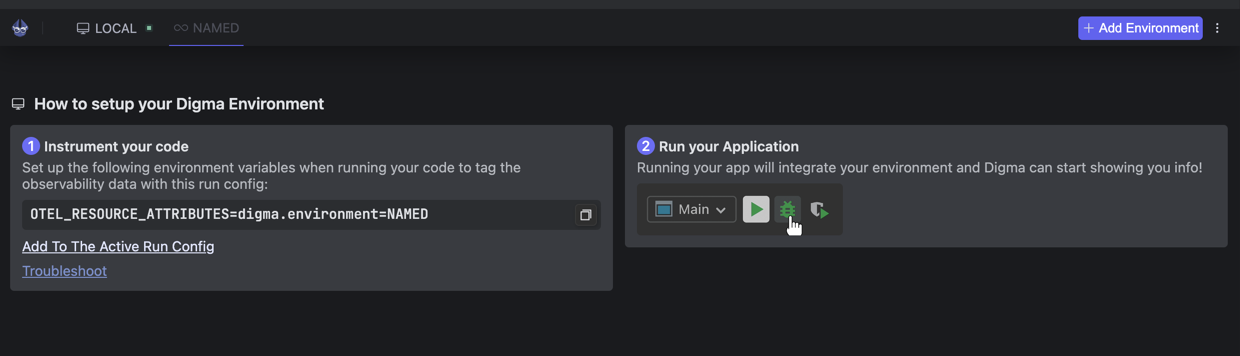 LOCAL
NAMED
+ Add Environment
How to setup your Digma Environment
1 Instrument your code
Set up the following environment variables when running your code to tag the
observability data with this run config:
OTEL_RESOURCE_ATTRIBUTES=digma.environment=NAMED
Add To The Active Run Config
Troubleshoot
2 Run your Application
Running your app will integrate your environment and Digma can start showing you info!
Main